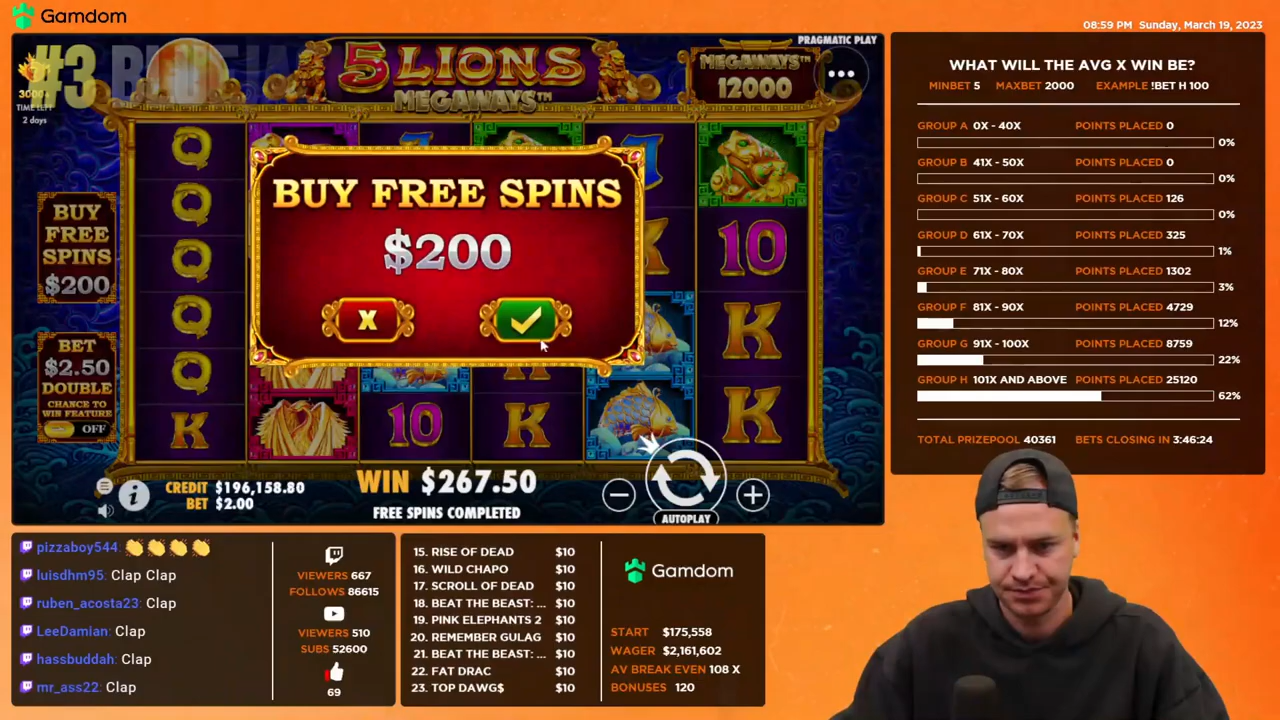 Gamdom
08:59 PM Sunday, March 19, 2023
#3
3000
TIME LEFT
2 days
5 LIONS
MEGAWAYS™
PRAGMATIC PLAY
MEGAWAYS™
12000
BUY
FREE
SPINS
$200
BET
$2.50
DOUBLE
CHANCE TO
WIN FEATURE
OFF
BUY FREE SPINS
$200
X
Q
Q
Q
Q
Q
K
10
K
10
K
K
CREDIT $196,158.80
BET $2.00
WIN $267.50
FREE SPINS COMPLETED
AUTOPLAY
WHAT WILL THE AVG X WIN BE?
MINBET 5 MAXBET 2000 EXAMPLE !BET H 100
GROUP A 0X - 40X POINTS PLACED 0
0%
GROUP B 41X - 50X POINTS PLACED 0
0%
GROUP C 51X - 60X POINTS PLACED 126
0%
GROUP D 61X - 70X POINTS PLACED 325
1%
GROUP E 71X - 80X POINTS PLACED 1302
3%
GROUP F 81X - 90X POINTS PLACED 4729
12%
GROUP G 91X - 100X POINTS PLACED 8759
22%
GROUP H 101X AND ABOVE POINTS PLACED 25120
62%
TOTAL PRIZEPOOL 40361 BETS CLOSING IN 3:46:24
pizzaboy544: 👏👏👏👏
luisdhm95: Clap Clap
ruben_acosta23: Clap
LeeDamian: Clap
hassbuddah: Clap
mr_ass22: Clap
VIEWERS 667
FOLLOWS 86615
VIEWERS 510
SUBS 52600
69
15. RISE OF DEAD $10
16. WILD CHAPO $10
17. SCROLL OF DEAD $10
18. BEAT THE BEAST: ... $10
19. PINK ELEPHANTS 2 $10
20. REMEMBER GULAG $10
21. BEAT THE BEAST: ... $10
22. FAT DRAC $10
23. TOP DAWG$ $10
Gamdom
START $175,558
WAGER $2,161,602
AV BREAK EVEN 108 X
BONUSES 120